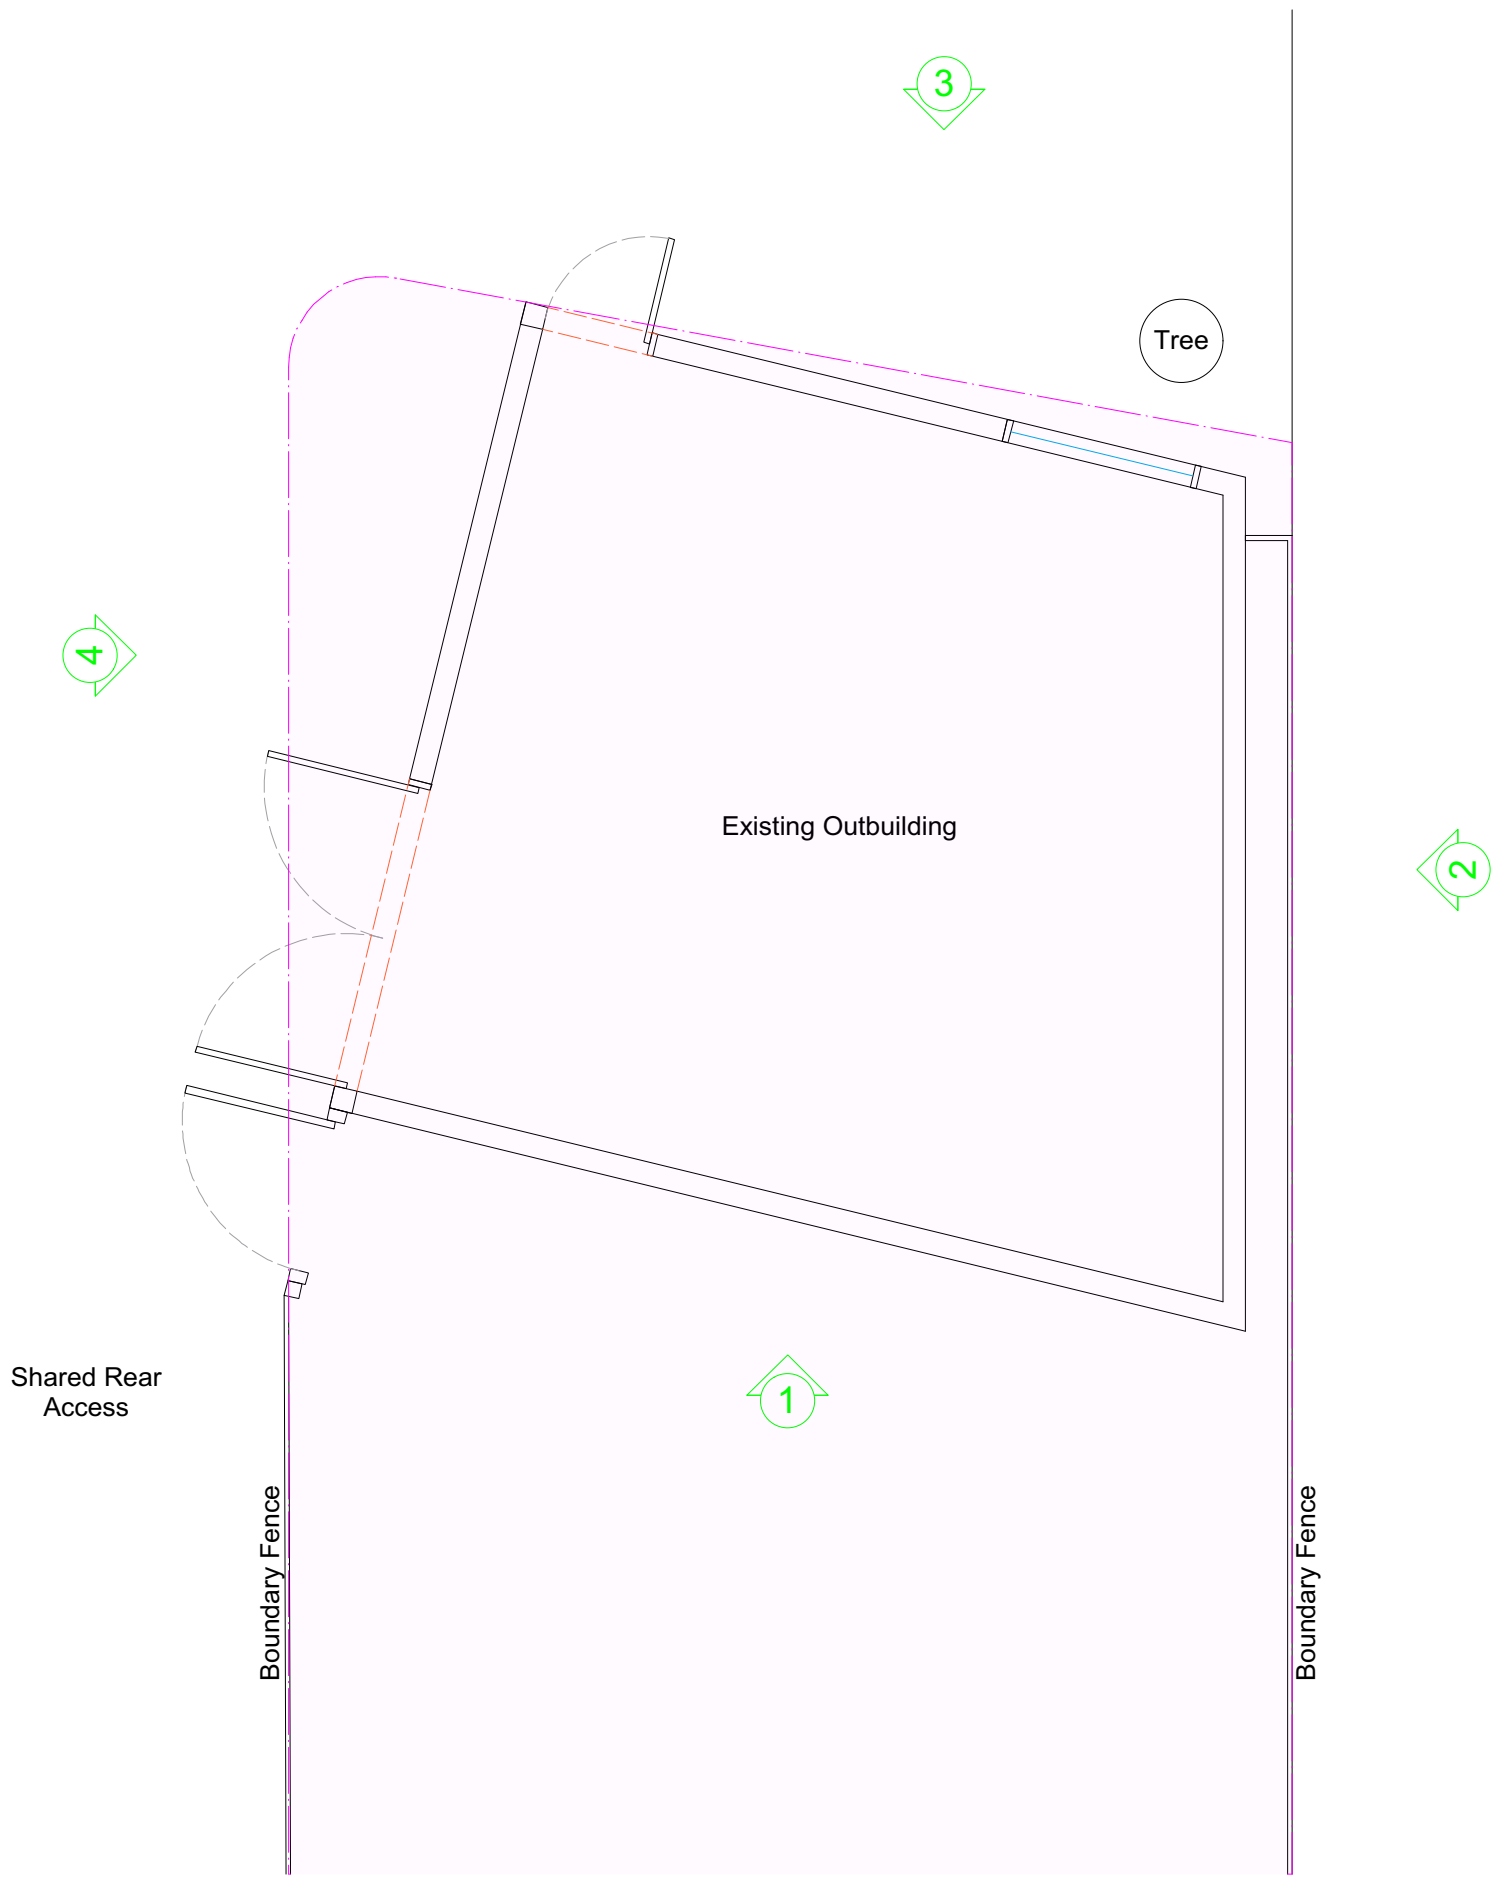 3
Tree
4
Existing Outbuilding
2
Shared Rear
Access
1
Boundary Fence
Boundary Fence